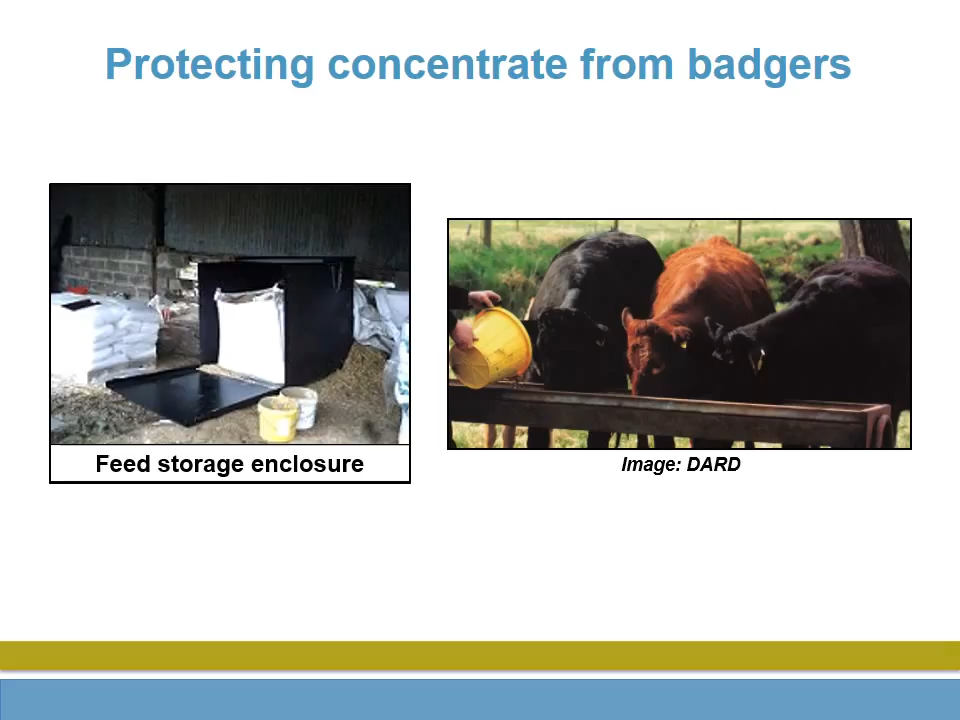 Protecting concentrate from badgers
Feed storage enclosure
Image: DARD